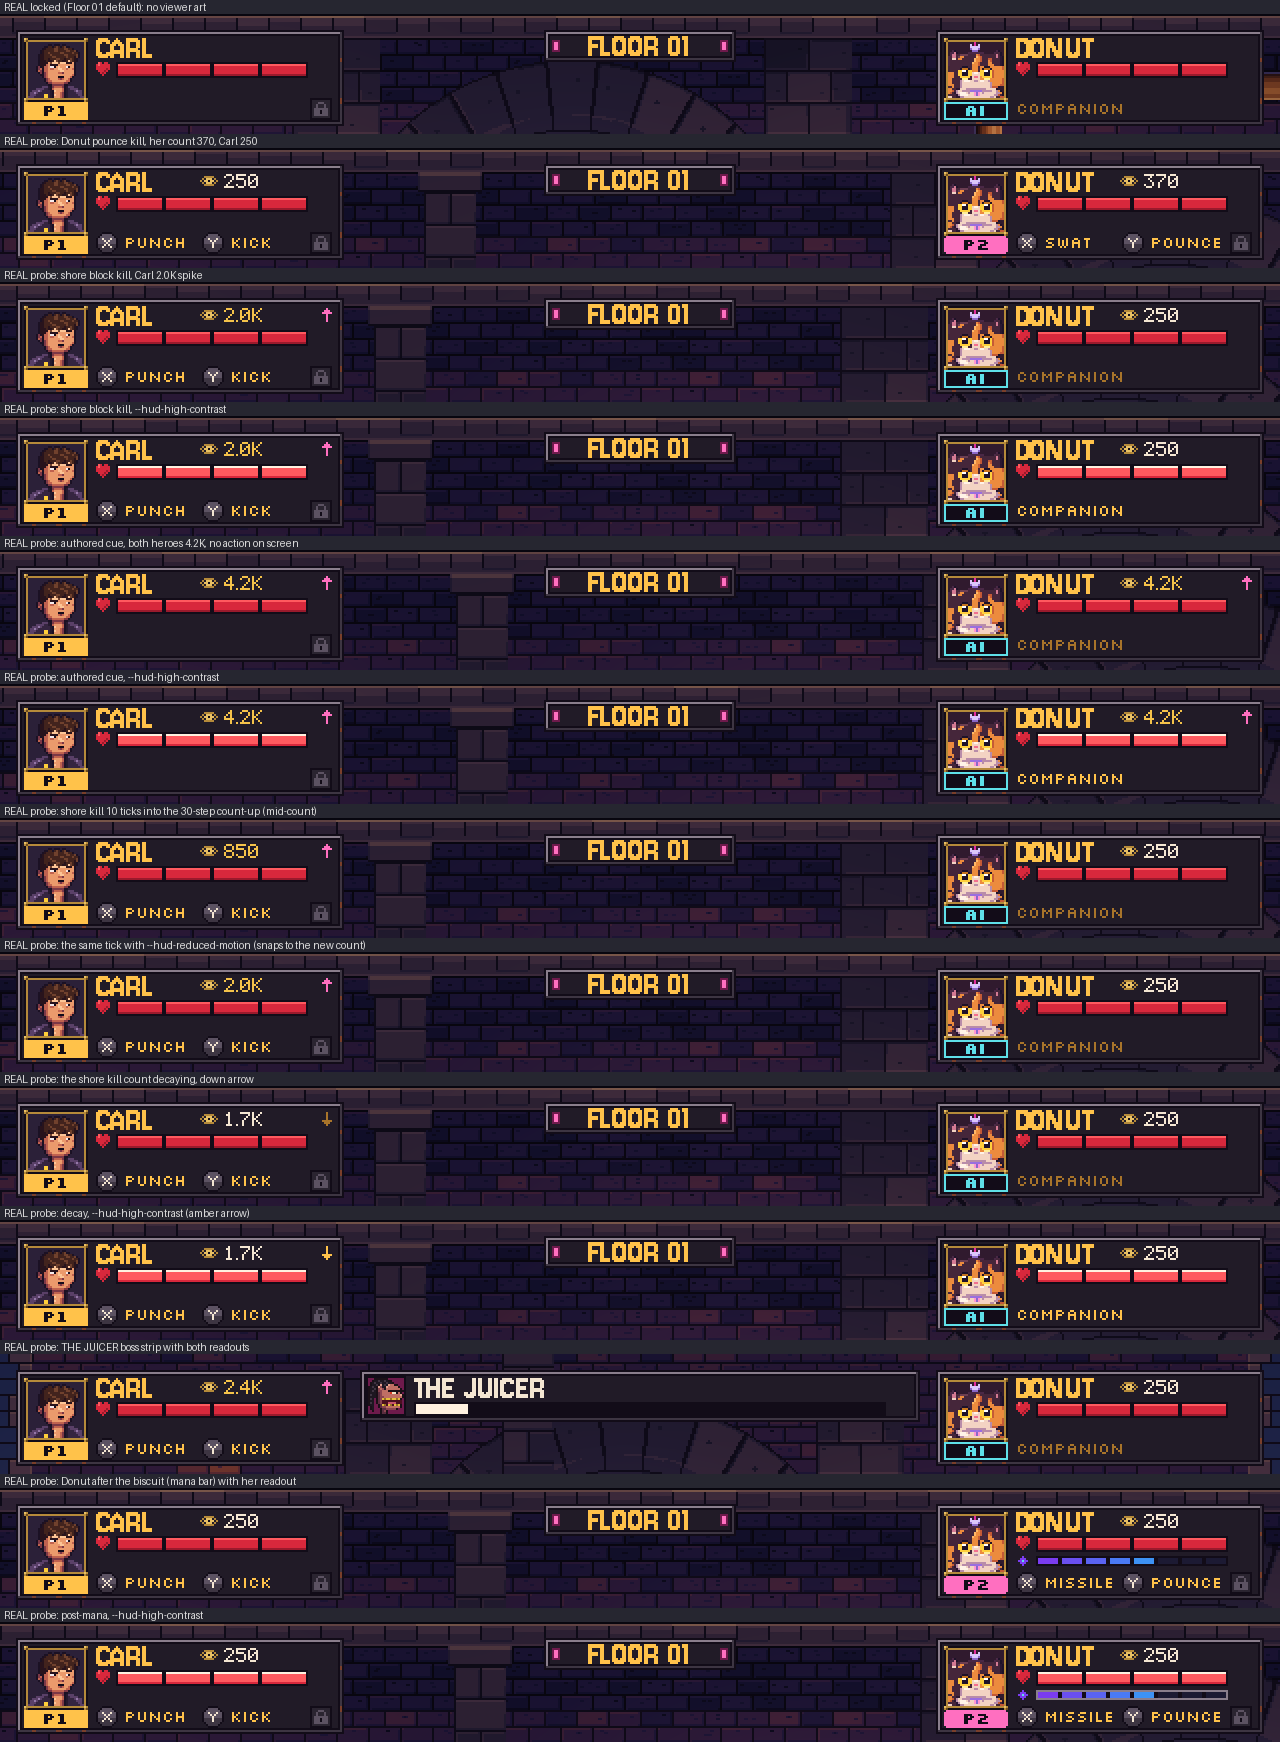 REAL locked (Floor 01 default): no viewer art
CARL FLOOR 01 DONUT
P1 AI COMPANION
REAL probe: Donut pounce kill, her count 370, Carl 250
CARL 250 FLOOR 01 DONUT 370
P1 X PUNCH Y KICK P2 X SWAT Y POUNCE
REAL probe: shore block kill, Carl 2.0K spike
CARL 2.0K FLOOR 01 DONUT 250
P1 X PUNCH Y KICK AI COMPANION
REAL probe: shore block kill, --hud-high-contrast
CARL 2.0K FLOOR 01 DONUT 250
P1 X PUNCH Y KICK AI COMPANION
REAL probe: authored cue, both heroes 4.2K, no action on screen
CARL 4.2K FLOOR 01 DONUT 4.2K
P1 AI COMPANION
REAL probe: authored cue, --hud-high-contrast
CARL 4.2K FLOOR 01 DONUT 4.2K
P1 AI COMPANION
REAL probe: shore kill 10 ticks into the 30-step count-up (mid-count)
CARL 850 FLOOR 01 DONUT 250
P1 X PUNCH Y KICK AI COMPANION
REAL probe: the same tick with --hud-reduced-motion (snaps to the new count)
CARL 2.0K FLOOR 01 DONUT 250
P1 X PUNCH Y KICK AI COMPANION
REAL probe: the shore kill count decaying, down arrow
CARL 1.7K FLOOR 01 DONUT 250
P1 X PUNCH Y KICK AI COMPANION
REAL probe: decay, --hud-high-contrast (amber arrow)
CARL 1.7K FLOOR 01 DONUT 250
P1 X PUNCH Y KICK AI COMPANION
REAL probe: THE JUICER boss strip with both readouts
CARL 2.4K THE JUICER DONUT 250
P1 X PUNCH Y KICK AI COMPANION
REAL probe: Donut after the biscuit (mana bar) with her readout
CARL 250 FLOOR 01 DONUT 250
P1 X PUNCH Y KICK P2 X MISSILE Y POUNCE
REAL probe: post-mana, --hud-high-contrast
CARL 250 FLOOR 01 DONUT 250
P1 X PUNCH Y KICK P2 X MISSILE Y POUNCE